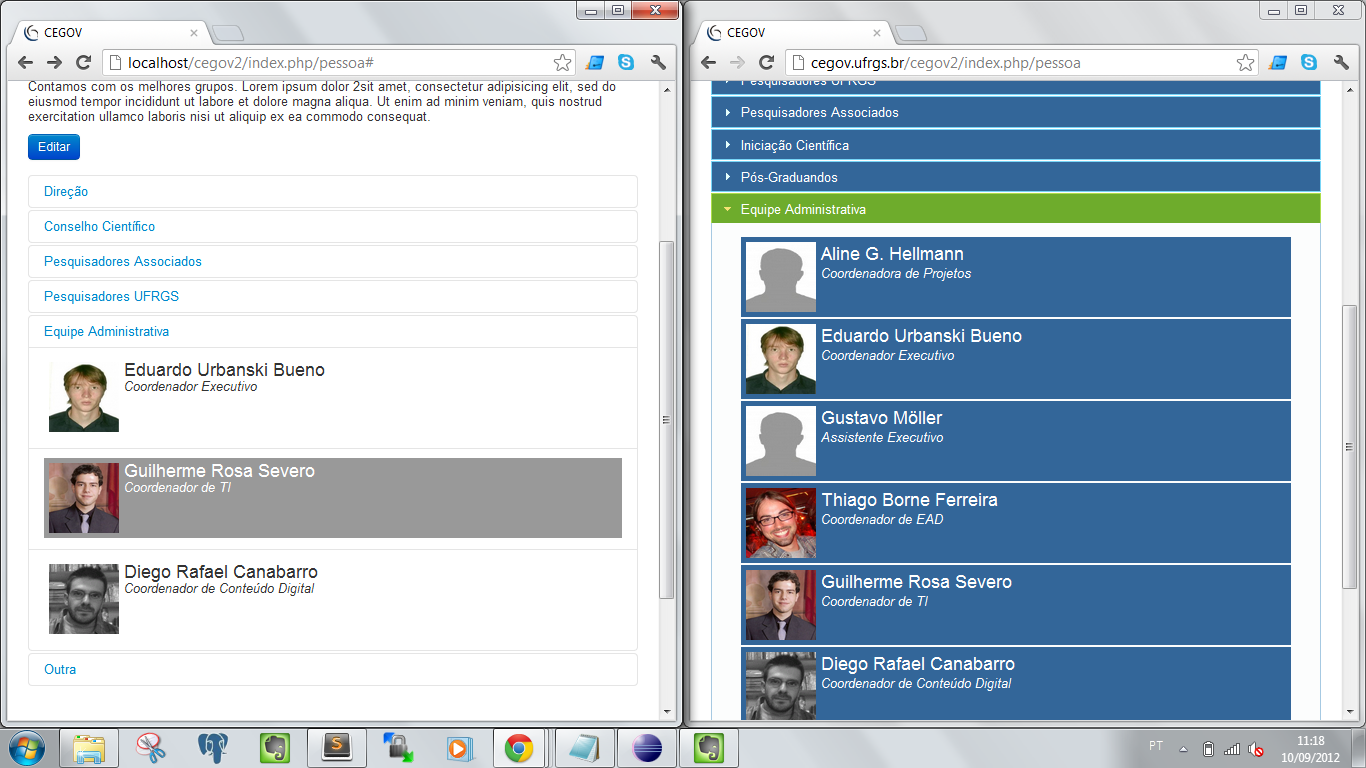 CEGOV
localhost/cegov2/index.php/pessoa#
Contamos com os melhores grupos. Lorem ipsum dolor 2sit amet, consectetur adipisicing elit, sed do
eiusmod tempor incididunt ut labore et dolore magna aliqua. Ut enim ad minim veniam, quis nostrud
exercitation ullamco laboris nisi ut aliquip ex ea commodo consequat.
Editar
Direção
Conselho Científico
Pesquisadores Associados
Pesquisadores UFRGS
Equipe Administrativa
Eduardo Urbanski Bueno
Coordenador Executivo
Guilherme Rosa Severo
Coordenador de TI
Diego Rafael Canabarro
Coordenador de Conteúdo Digital
Outra
CEGOV
cegov.ufrgs.br/cegov2/index.php/pessoa
Pesquisadores UFRGS
Pesquisadores Associados
Iniciação Científica
Pós-Graduandos
Equipe Administrativa
Aline G. Hellmann
Coordenadora de Projetos
Eduardo Urbanski Bueno
Coordenador Executivo
Gustavo Möller
Assistente Executivo
Thiago Borne Ferreira
Coordenador de EAD
Guilherme Rosa Severo
Coordenador de TI
Diego Rafael Canabarro
Coordenador de Conteúdo Digital
PT
11:18
10/09/2012